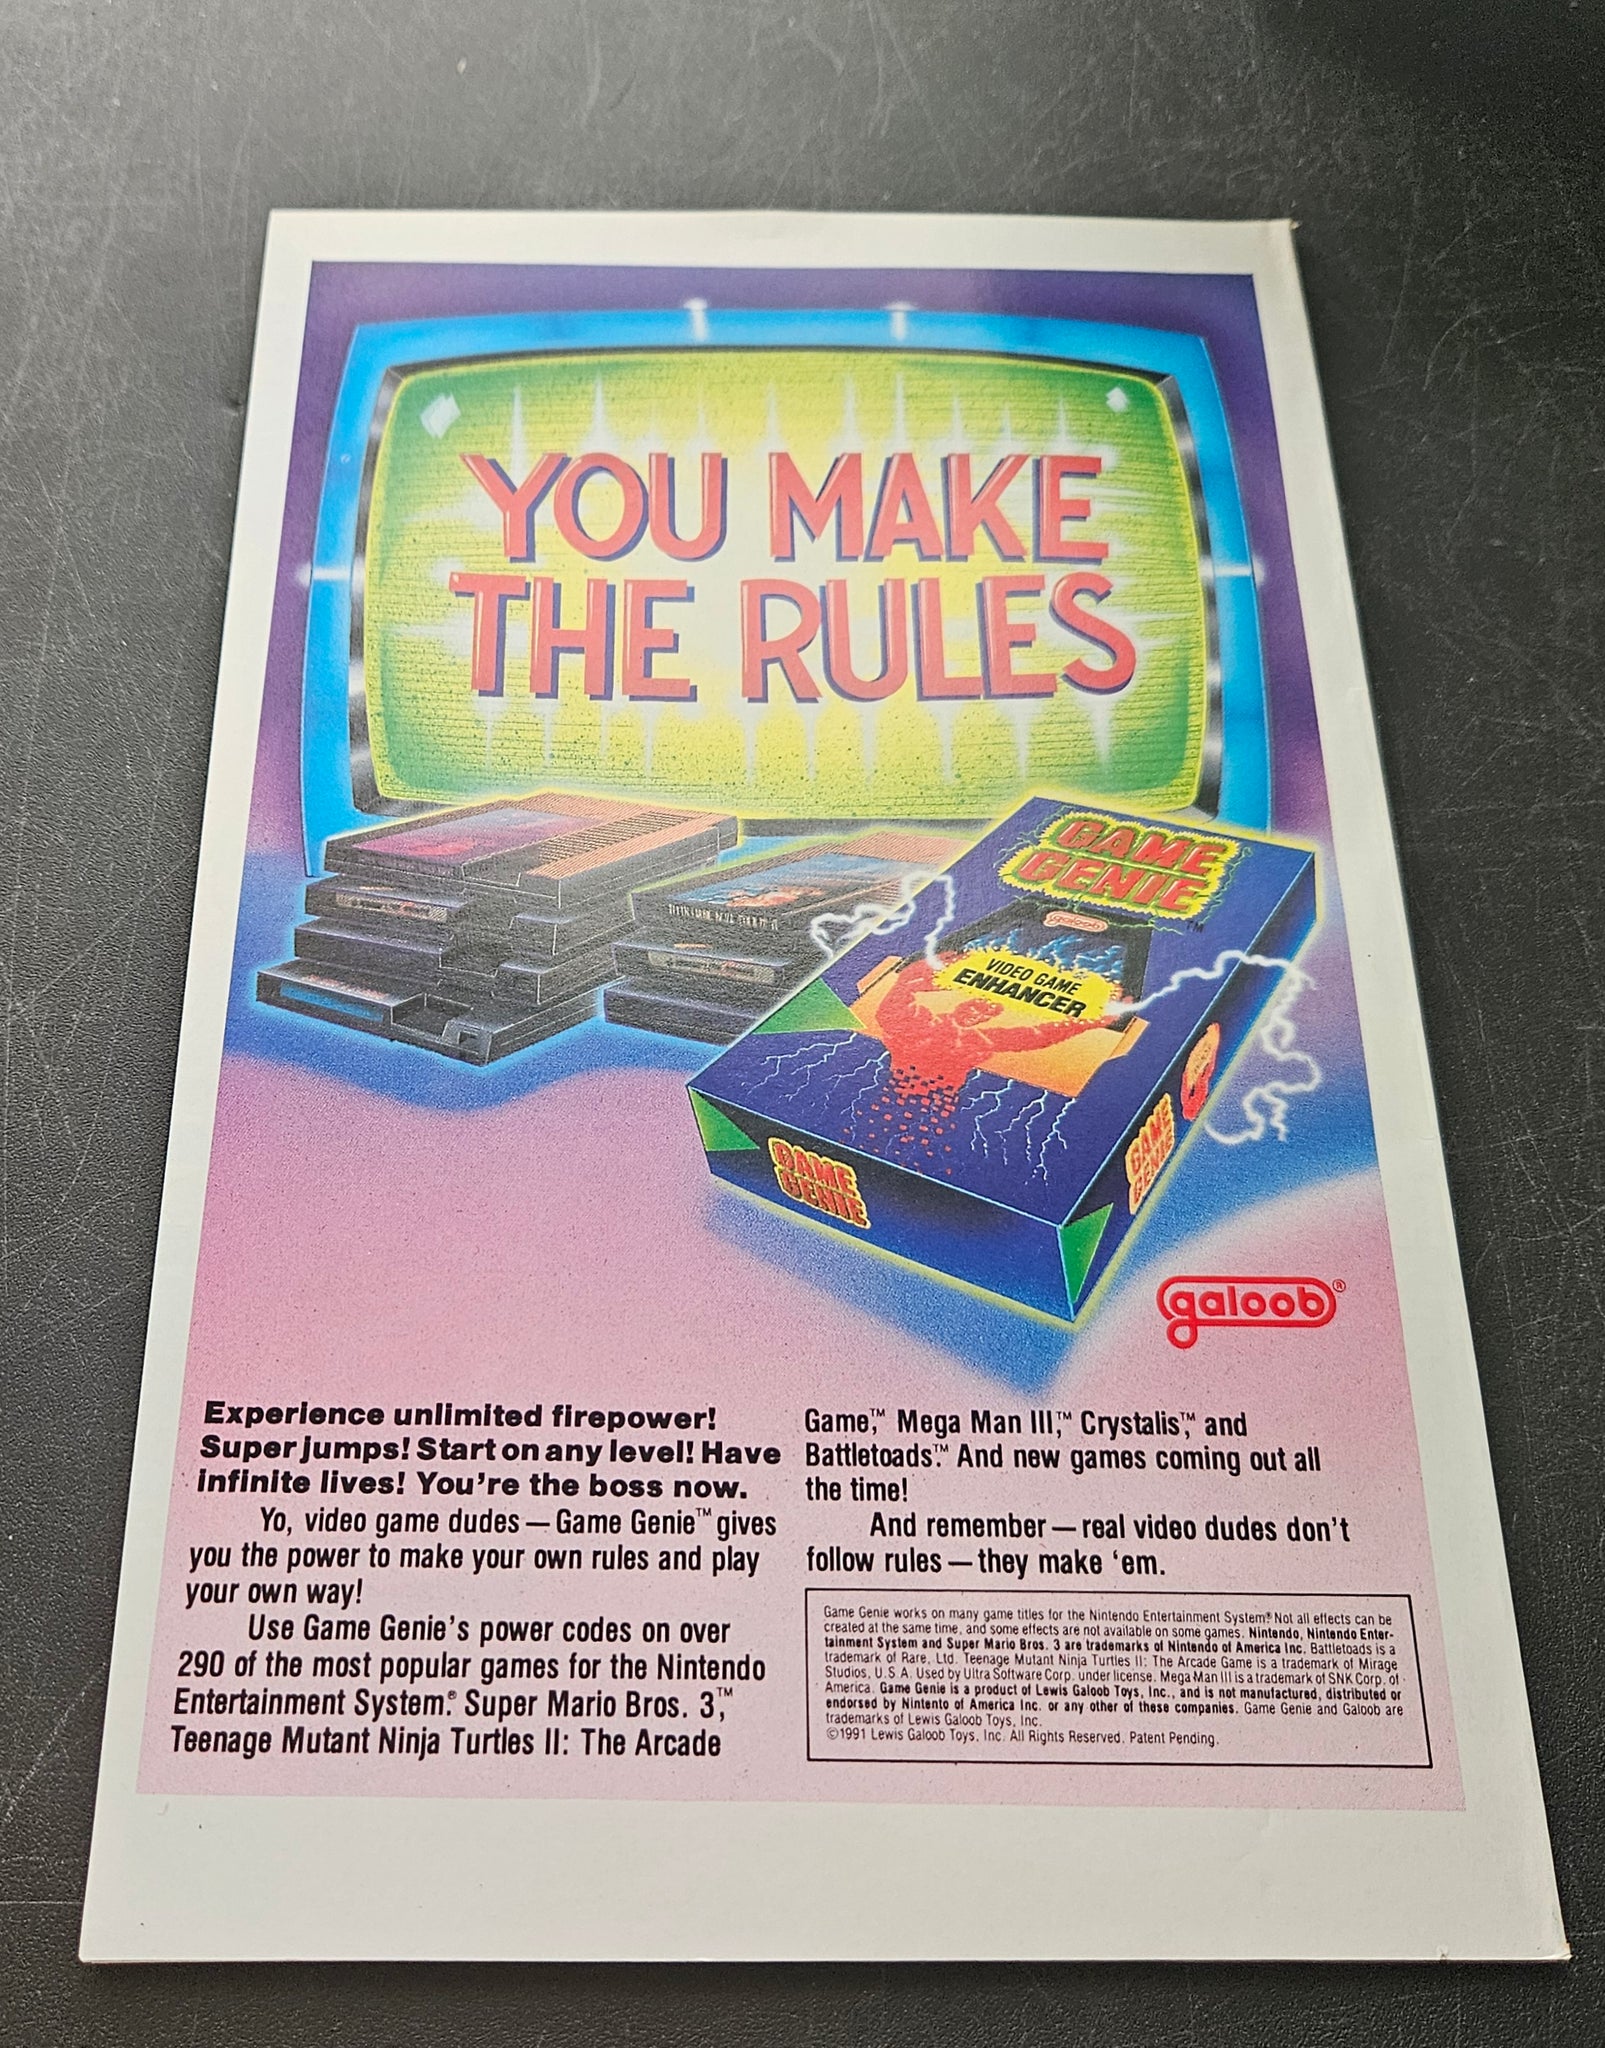 YOU MAKE
THE RULES
GAME
GENIE™
galoob
VIDEO GAME
ENHANCER
GAME
GENIE
GAME
GENIE
galoob®
Experience unlimited firepower!
Super jumps! Start on any level! Have
infinite lives! You're the boss now.
Yo, video game dudes — Game Genie™ gives
you the power to make your own rules and play
your own way!
Use Game Genie's power codes on over
290 of the most popular games for the Nintendo
Entertainment System.® Super Mario Bros. 3,™
Teenage Mutant Ninja Turtles II: The Arcade
Game,™ Mega Man III,™ Crystalis,™ and
Battletoads.™ And new games coming out all
the time!
And remember — real video dudes don't
follow rules — they make 'em.
Game Genie works on many game titles for the Nintendo Entertainment System.® Not all effects can be
created at the same time, and some effects are not available on some games. Nintendo, Nintendo Enter-
tainment System and Super Mario Bros. 3 are trademarks of Nintendo of America Inc. Battletoads is a
trademark of Rare, Ltd. Teenage Mutant Ninja Turtles II: The Arcade Game is a trademark of Mirage
Studios, U.S.A. Used by Ultra Software Corp. under license. Mega Man III is a trademark of SNK Corp. of
America. Game Genie is a product of Lewis Galoob Toys, Inc., and is not manufactured, distributed or
endorsed by Nintento of America Inc. or any other of these companies. Game Genie and Galoob are
trademarks of Lewis Galoob Toys, Inc.
©1991 Lewis Galoob Toys, Inc. All Rights Reserved. Patent Pending.